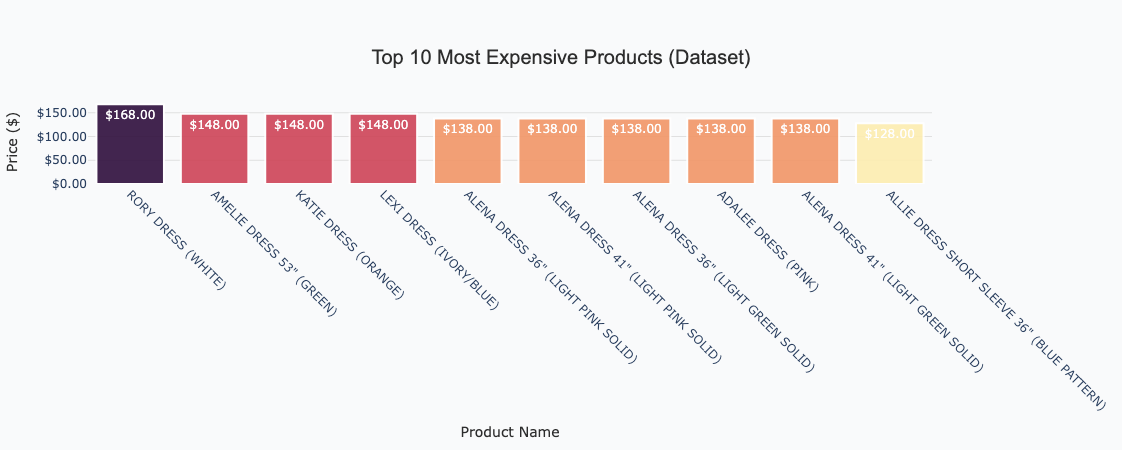 Top 10 Most Expensive Products (Dataset)
Price ($)
$150.00
$100.00
$50.00
$0.00
$168.00
$148.00
$148.00
$148.00
$138.00
$138.00
$138.00
$138.00
$138.00
$128.00
RORY DRESS (WHITE)
AMELIE DRESS 53" (GREEN)
KATIE DRESS (ORANGE)
LEXI DRESS (IVORY/BLUE)
ALENA DRESS 36" (LIGHT PINK SOLID)
ALENA DRESS 41" (LIGHT PINK SOLID)
ALENA DRESS 36" (LIGHT GREEN SOLID)
ADALEE DRESS (PINK)
ALENA DRESS 41" (LIGHT GREEN SOLID)
ALLIE DRESS SHORT SLEEVE 36" (BLUE PATTERN)
Product Name